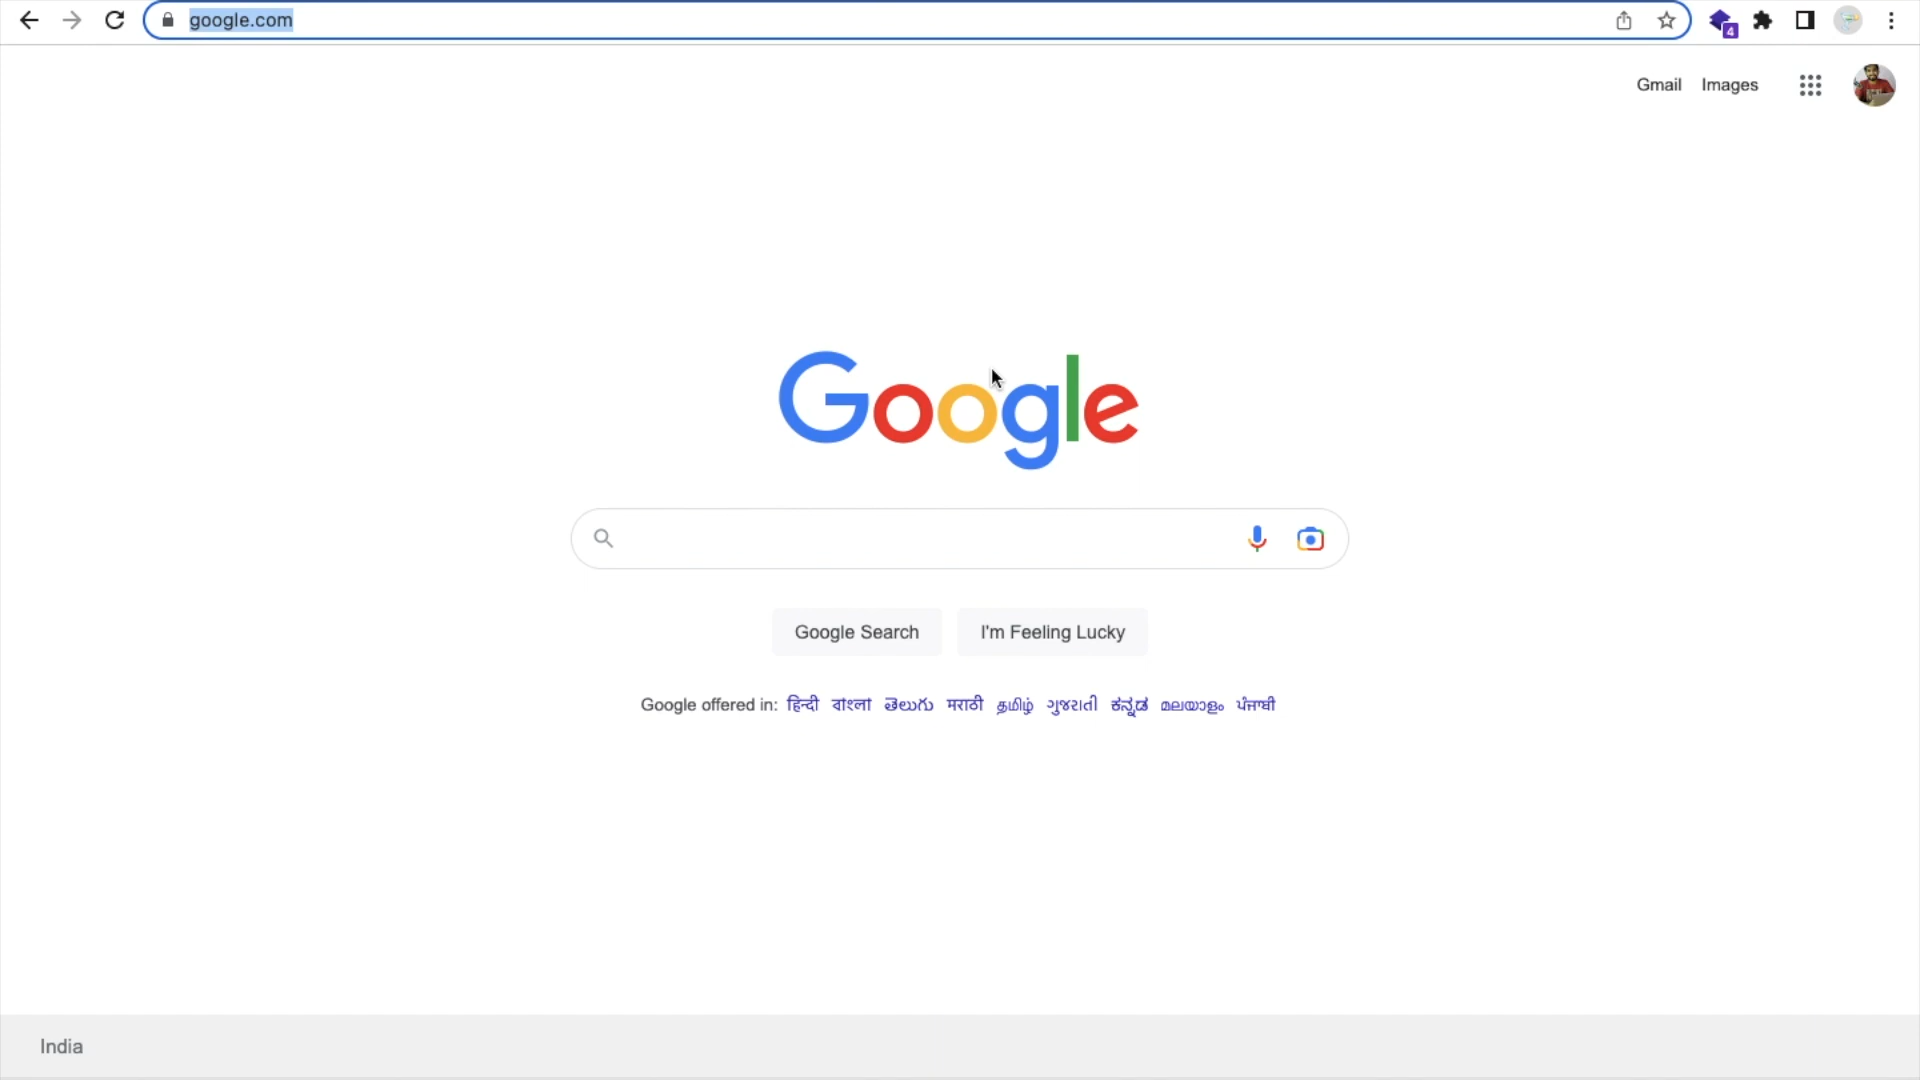 google.com
4
Gmail Images
Google
Google Search I'm Feeling Lucky
Google offered in: हिन्दी বাংলা తెలుగు मराठी தமிழ் ગુજરાતી ಕನ್ನಡ മലയാളം ਪੰਜਾਬੀ
India